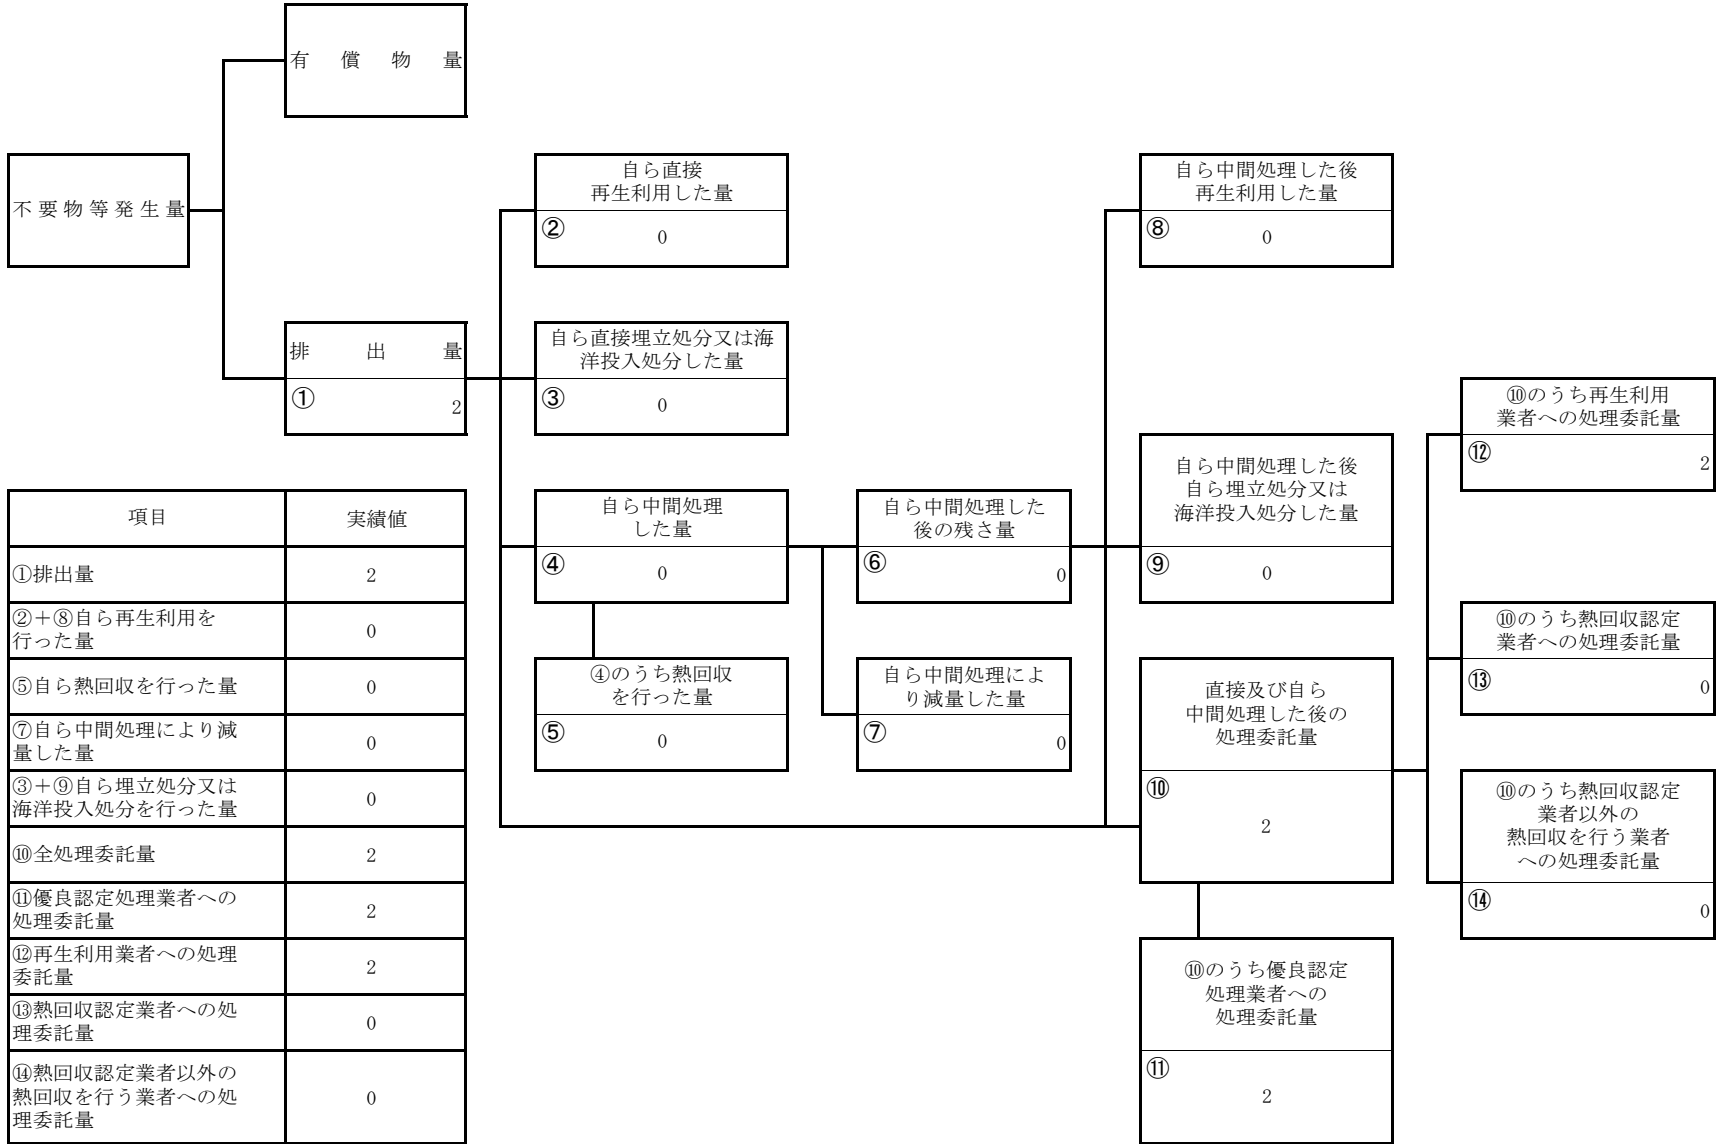 有償物量
不要物等発生量
排出量
①
2
自ら直接
再生利用した量
②
0
自ら直接埋立処分又は海
洋投入処分した量
③
0
自ら中間処理
した量
④
0
④のうち熱回収
を行った量
⑤
0
自ら中間処理した
後の残さ量
⑥
0
自ら中間処理によ
り減量した量
⑦
0
自ら中間処理した後
再生利用した量
⑧
0
自ら中間処理した後
自ら埋立処分又は
海洋投入処分した量
⑨
0
直接及び自ら
中間処理した後の
処理委託量
⑩
2
⑩のうち優良認定
処理業者への
処理委託量
⑪
2
⑩のうち再生利用
業者への処理委託量
⑫
2
⑩のうち熱回収認定
業者への処理委託量
⑬
0
⑩のうち熱回収認定
業者以外の
熱回収を行う業者
への処理委託量
⑭
0
項目 実績値
①排出量 2
②＋⑧自ら再生利用を
行った量 0
⑤自ら熱回収を行った量 0
⑦自ら中間処理により減
量した量 0
③＋⑨自ら埋立処分又は
海洋投入処分を行った量 0
⑩全処理委託量 2
⑪優良認定処理業者への
処理委託量 2
⑫再生利用業者への処理
委託量 2
⑬熱回収認定業者への処
理委託量 0
⑭熱回収認定業者以外の
熱回収を行う業者への処 0
理委託量